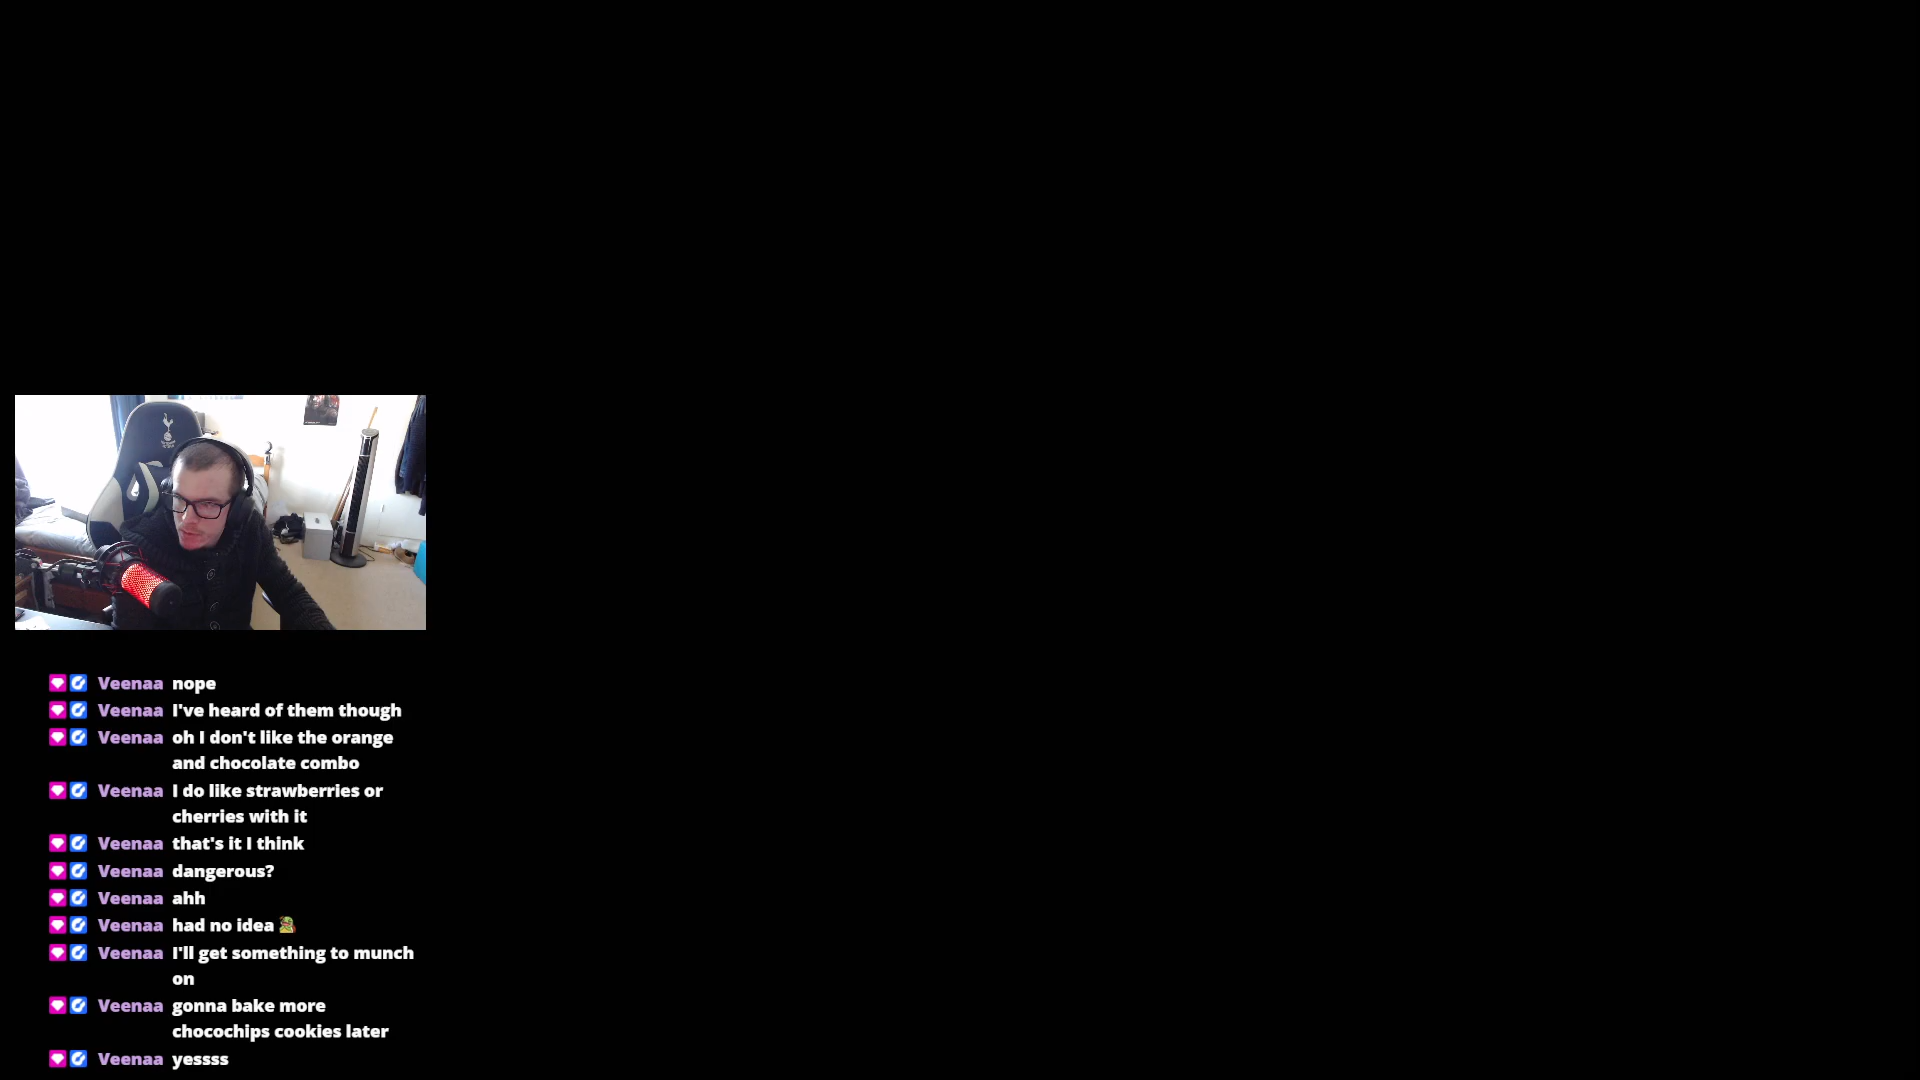 Veenaa nope
Veenaa I've heard of them though
Veenaa oh I don't like the orange
and chocolate combo
Veenaa I do like strawberries or
cherries with it
Veenaa that's it I think
Veenaa dangerous?
Veenaa ahh
Veenaa had no idea
Veenaa I'll get something to munch
on
Veenaa gonna bake more
chocochips cookies later
Veenaa yessss